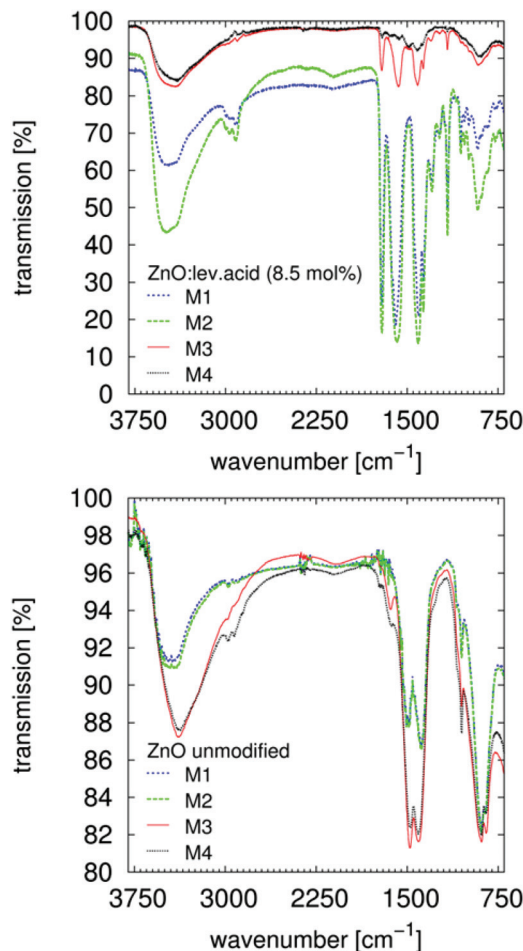 100
90
80
70
60
50
40
30
20
10
0
transmission [%]
ZnO:lev.acid (8.5 mol%)
M1
M2
M3
M4
3750 3000 2250 1500 750
wavenumber [cm⁻¹]
100
98
96
94
92
90
88
86
84
82
80
transmission [%]
ZnO unmodified
M1
M2
M3
M4
3750 3000 2250 1500 750
wavenumber [cm⁻¹]